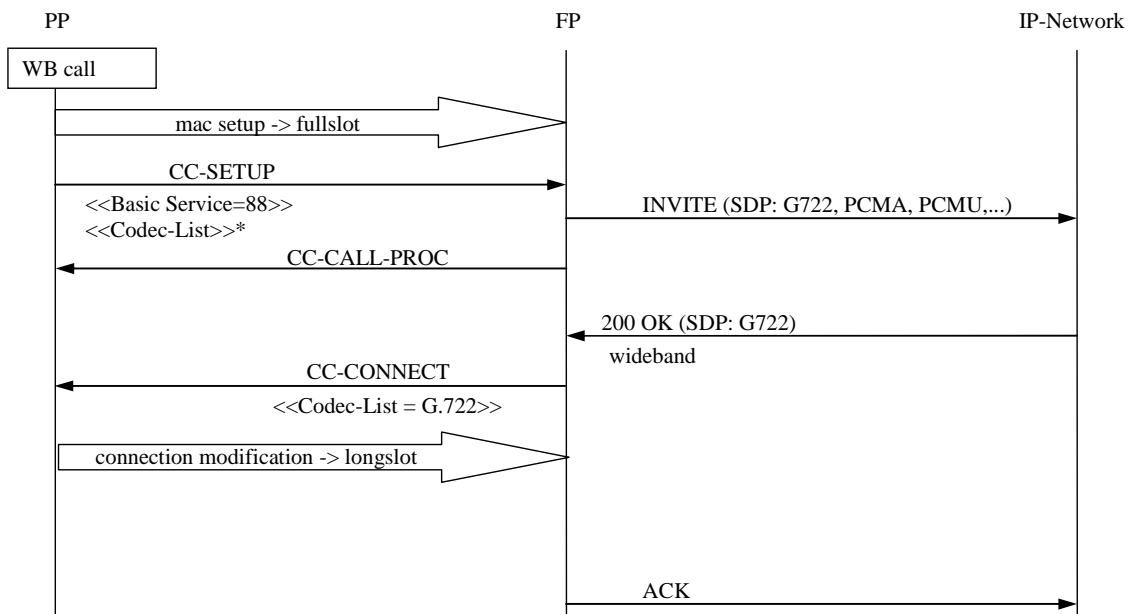 PP
FP
IP-Network
WB call
mac setup -> fullslot
CC-SETUP
<<Basic Service=88>>
<<Codec-List>>*
INVITE (SDP: G722, PCMA, PCMU,...)
CC-CALL-PROC
200 OK (SDP: G722)
wideband
CC-CONNECT
<<Codec-List = G.722>>
connection modification -> longslot
ACK